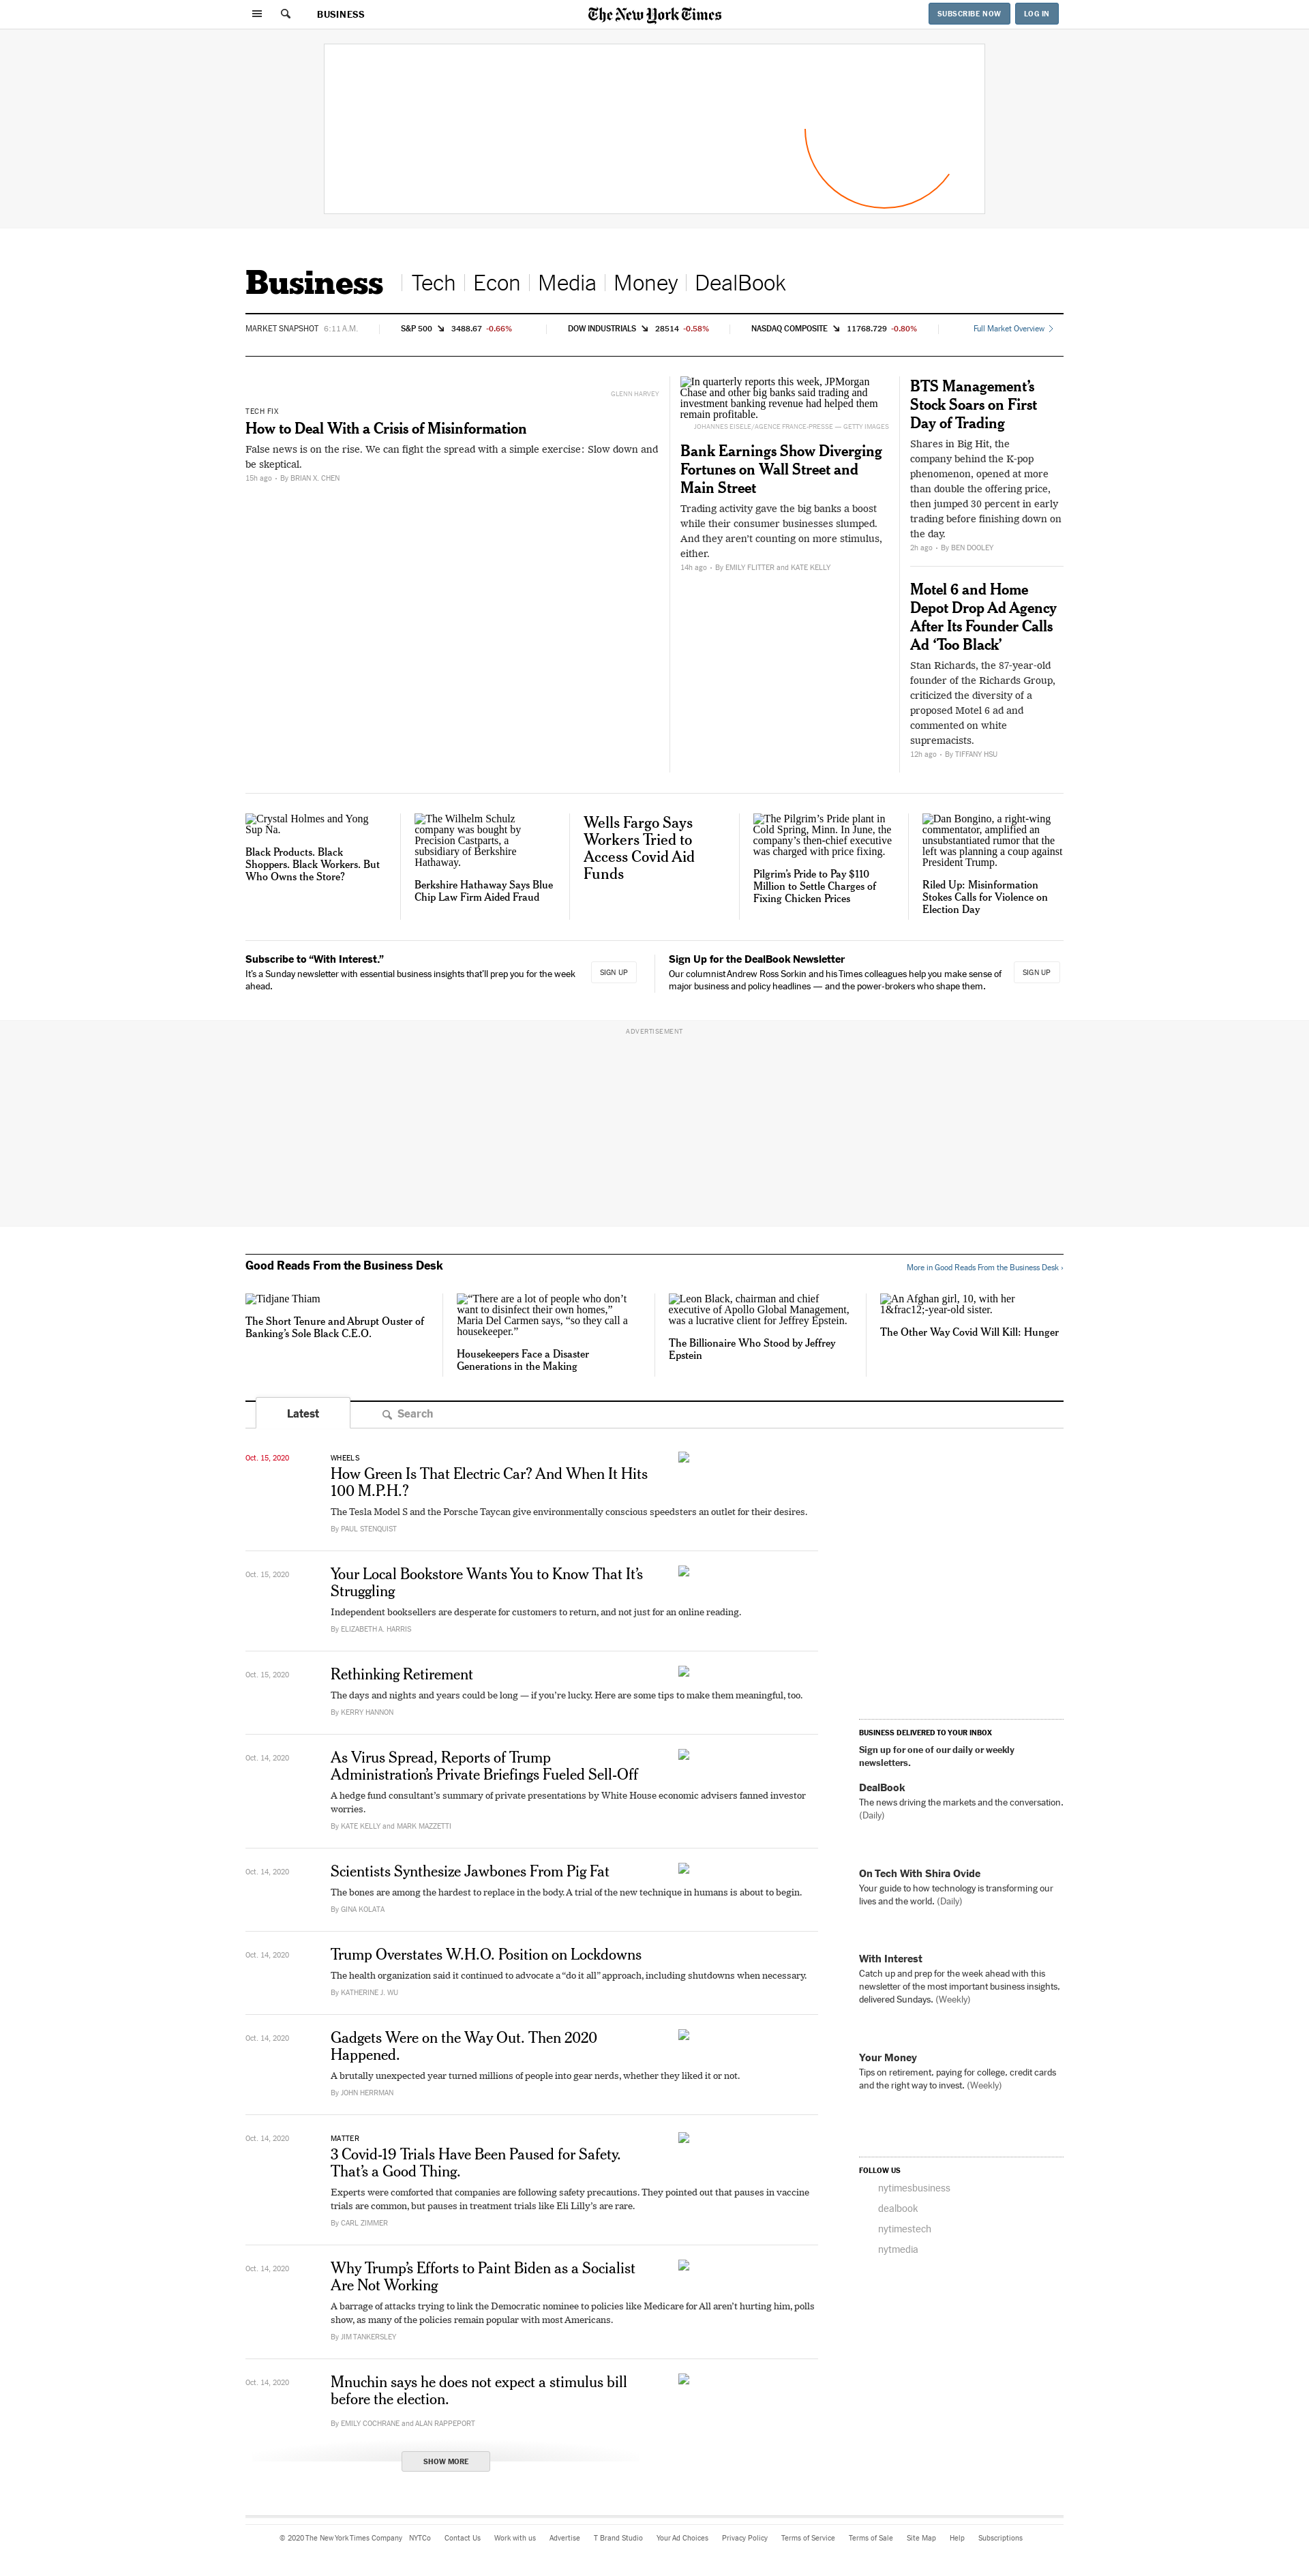 BUSINESS
The New York Times
SUBSCRIBE NOW
LOG IN
Business
Tech
Econ
Media
Money
DealBook
MARKET SNAPSHOT 6:11 A.M.
S&P 500 3488.67 -0.66%
DOW INDUSTRIALS 28514 -0.58%
NASDAQ COMPOSITE 11768.729 -0.80%
Full Market Overview
GLENN HARVEY
TECH FIX
How to Deal With a Crisis of Misinformation
False news is on the rise. We can fight the spread with a simple exercise: Slow down and
be skeptical.
15h ago • By BRIAN X. CHEN
In quarterly reports this week, JPMorgan
Chase and other big banks said trading and
investment banking revenue had helped them
remain profitable.
JOHANNES EISELE/AGENCE FRANCE-PRESSE — GETTY IMAGES
Bank Earnings Show Diverging
Fortunes on Wall Street and
Main Street
Trading activity gave the big banks a boost
while their consumer businesses slumped.
And they aren't counting on more stimulus,
either.
14h ago • By EMILY FLITTER and KATE KELLY
BTS Management’s
Stock Soars on First
Day of Trading
Shares in Big Hit, the
company behind the K-pop
phenomenon, opened at more
than double the offering price,
then jumped 30 percent in early
trading before finishing down on
the day.
2h ago • By BEN DOOLEY
Motel 6 and Home
Depot Drop Ad Agency
After Its Founder Calls
Ad ‘Too Black’
Stan Richards, the 87-year-old
founder of the Richards Group,
criticized the diversity of a
proposed Motel 6 ad and
commented on white
supremacists.
12h ago • By TIFFANY HSU
Crystal Holmes and Yong
Sup Na.
Black Products. Black
Shoppers. Black Workers. But
Who Owns the Store?
The Wilhelm Schulz
company was bought by
Precision Castparts, a
subsidiary of Berkshire
Hathaway.
Berkshire Hathaway Says Blue
Chip Law Firm Aided Fraud
Wells Fargo Says
Workers Tried to
Access Covid Aid
Funds
The Pilgrim’s Pride plant in
Cold Spring, Minn. In June, the
company’s then-chief executive
was charged with price fixing.
Pilgrim’s Pride to Pay $110
Million to Settle Charges of
Fixing Chicken Prices
Dan Bongino, a right-wing
commentator, amplified an
unsubstantiated rumor that the
left was planning a coup against
President Trump.
Riled Up: Misinformation
Stokes Calls for Violence on
Election Day
Subscribe to “With Interest.”
It’s a Sunday newsletter with essential business insights that’ll prep you for the week
ahead.
SIGN UP
Sign Up for the DealBook Newsletter
Our columnist Andrew Ross Sorkin and his Times colleagues help you make sense of
major business and policy headlines — and the power-brokers who shape them.
SIGN UP
ADVERTISEMENT
Good Reads From the Business Desk
More in Good Reads From the Business Desk ›
Tidjane Thiam
The Short Tenure and Abrupt Ouster of
Banking’s Sole Black C.E.O.
“There are a lot of people who don’t
want to disinfect their own homes,”
Maria Del Carmen says, “so they call a
housekeeper.”
Housekeepers Face a Disaster
Generations in the Making
Leon Black, chairman and chief
executive of Apollo Global Management,
was a lucrative client for Jeffrey Epstein.
The Billionaire Who Stood by Jeffrey
Epstein
An Afghan girl, 10, with her
1&frac12;-year-old sister.
The Other Way Covid Will Kill: Hunger
Latest
Search
Oct. 15, 2020
WHEELS
How Green Is That Electric Car? And When It Hits
100 M.P.H.?
The Tesla Model S and the Porsche Taycan give environmentally conscious speedsters an outlet for their desires.
By PAUL STENQUIST
Oct. 15, 2020
Your Local Bookstore Wants You to Know That It’s
Struggling
Independent booksellers are desperate for customers to return, and not just for an online reading.
By ELIZABETH A. HARRIS
Oct. 15, 2020
Rethinking Retirement
The days and nights and years could be long — if you’re lucky. Here are some tips to make them meaningful, too.
By KERRY HANNON
Oct. 14, 2020
As Virus Spread, Reports of Trump
Administration’s Private Briefings Fueled Sell-Off
A hedge fund consultant’s summary of private presentations by White House economic advisers fanned investor
worries.
By KATE KELLY and MARK MAZZETTI
Oct. 14, 2020
Scientists Synthesize Jawbones From Pig Fat
The bones are among the hardest to replace in the body. A trial of the new technique in humans is about to begin.
By GINA KOLATA
Oct. 14, 2020
Trump Overstates W.H.O. Position on Lockdowns
The health organization said it continued to advocate a “do it all” approach, including shutdowns when necessary.
By KATHERINE J. WU
Oct. 14, 2020
Gadgets Were on the Way Out. Then 2020
Happened.
A brutally unexpected year turned millions of people into gear nerds, whether they liked it or not.
By JOHN HERRMAN
Oct. 14, 2020
MATTER
3 Covid-19 Trials Have Been Paused for Safety.
That’s a Good Thing.
Experts were comforted that companies are following safety precautions. They pointed out that pauses in vaccine
trials are common, but pauses in treatment trials like Eli Lilly’s are rare.
By CARL ZIMMER
Oct. 14, 2020
Why Trump’s Efforts to Paint Biden as a Socialist
Are Not Working
A barrage of attacks trying to link the Democratic nominee to policies like Medicare for All aren’t hurting him, polls
show, as many of the policies remain popular with most Americans.
By JIM TANKERSLEY
Oct. 14, 2020
Mnuchin says he does not expect a stimulus bill
before the election.
By EMILY COCHRANE and ALAN RAPPEPORT
SHOW MORE
BUSINESS DELIVERED TO YOUR INBOX
Sign up for one of our daily or weekly
newsletters.
DealBook
The news driving the markets and the conversation.
(Daily)
On Tech With Shira Ovide
Your guide to how technology is transforming our
lives and the world. (Daily)
With Interest
Catch up and prep for the week ahead with this
newsletter of the most important business insights,
delivered Sundays. (Weekly)
Your Money
Tips on retirement, paying for college, credit cards
and the right way to invest. (Weekly)
FOLLOW US
nytimesbusiness
dealbook
nytimestech
nytmedia
© 2020 The New York Times Company
NYTCo
Contact Us
Work with us
Advertise
T Brand Studio
Your Ad Choices
Privacy Policy
Terms of Service
Terms of Sale
Site Map
Help
Subscriptions